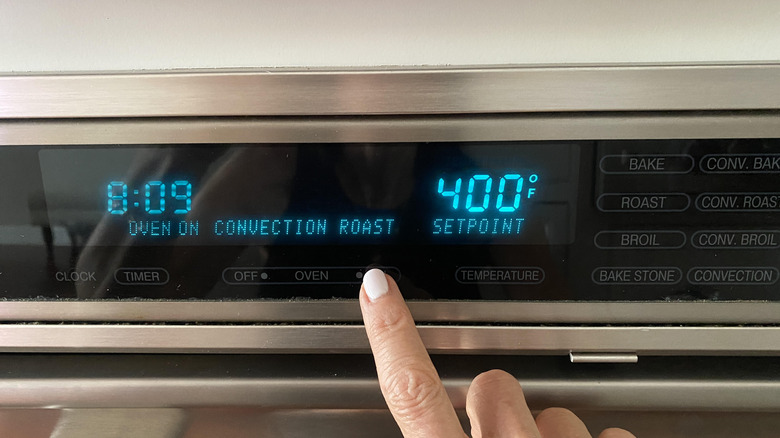 8:09 400°F
OVEN ON CONVECTION ROAST SETPOINT
BAKE CONV. BAK
ROAST CONV. ROAST
BROIL CONV. BROIL
CLOCK TIMER OFF OVEN TEMPERATURE BAKE STONE CONVECTION